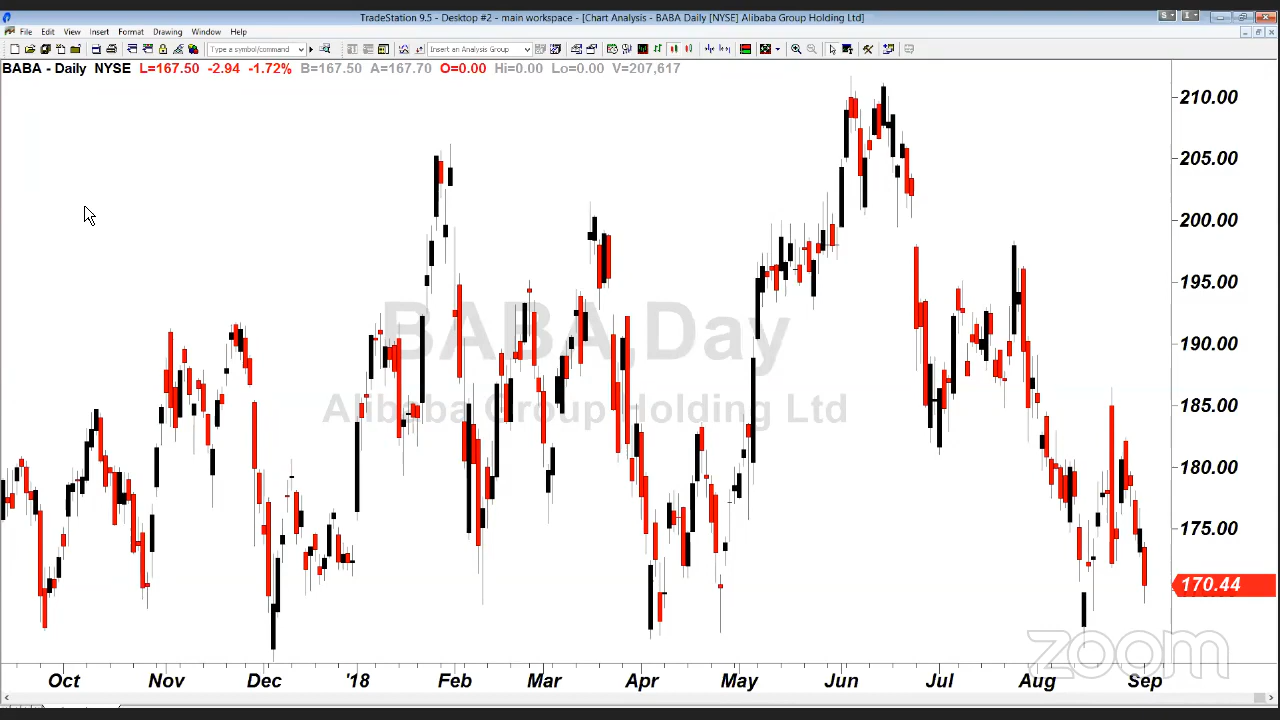 TradeStation 9.5 - Desktop #2 - main workspace - [Chart Analysis - BABA Daily [NYSE] Alibaba Group Holding Ltd]
File Edit View Insert Format Drawing Window Help
Type a symbol/command Insert an Analysis Group
BABA - Daily NYSE L=167.50 -2.94 -1.72% B=167.50 A=167.70 O=0.00 Hi=0.00 Lo=0.00 V=207,617
210.00
205.00
200.00
195.00
BABA,Day
190.00
Alibaba Group Holding Ltd
185.00
180.00
175.00
170.44
zoom
Oct Nov Dec '18 Feb Mar Apr May Jun Jul Aug Sep